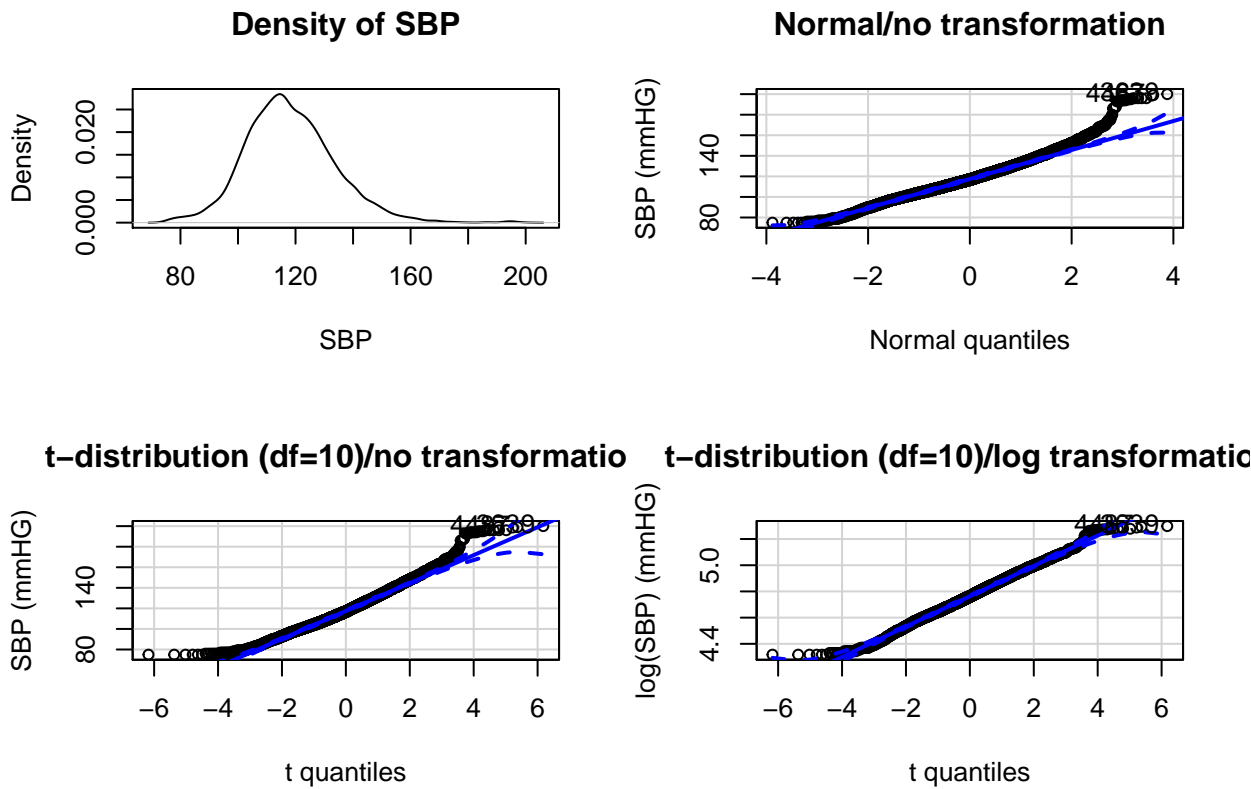 Density of SBP
Density
0.000
0.020
80
120
160
200
SBP
Normal/no transformation
SBP (mmHG)
80
140
−4
−2
0
2
4
Normal quantiles
t−distribution (df=10)/no transformatio
SBP (mmHG)
80
140
−6
−4
−2
0
2
4
6
t quantiles
t−distribution (df=10)/log transformatio
log(SBP) (mmHG)
4.4
5.0
−6
−4
−2
0
2
4
6
t quantiles